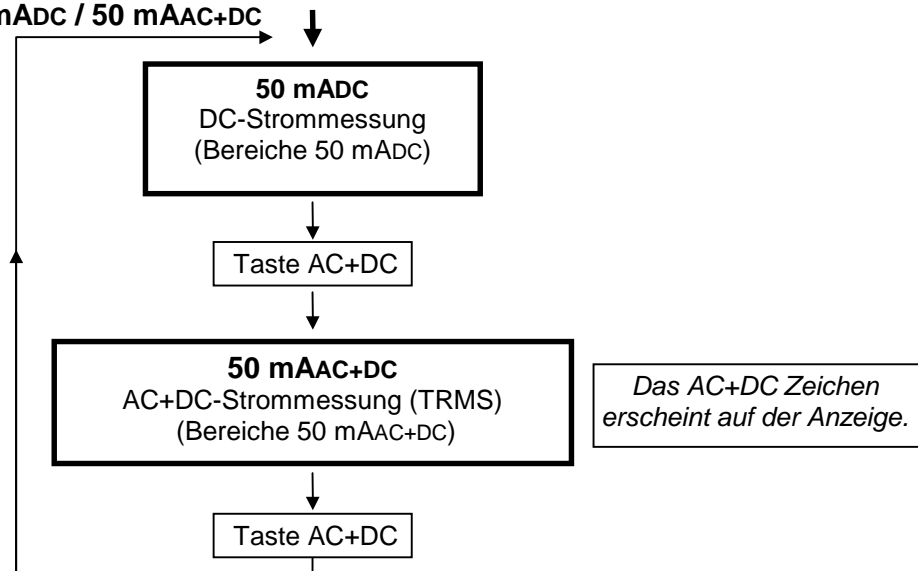 mADC / 50 mAAC+DC
50 mADC
DC-Strommessung
(Bereiche 50 mADC)
Taste AC+DC
50 mAAC+DC
AC+DC-Strommessung (TRMS)
(Bereiche 50 mAAC+DC)
Das AC+DC Zeichen
erscheint auf der Anzeige.
Taste AC+DC